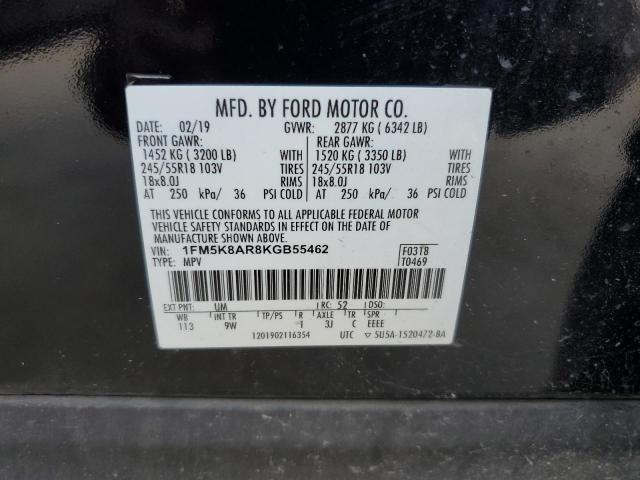 MFD. BY FORD MOTOR CO.
DATE: 02/19 GVWR: 2877 KG ( 6342 LB)
FRONT GAWR: REAR GAWR:
1452 KG ( 3200 LB) WITH 1520 KG ( 3350 LB) WITH
245/55R18 103V TIRES 245/55R18 103V TIRES
18x8.0J RIMS 18x8.0J RIMS
AT 250 kPa/ 36 PSI COLD AT 250 kPa/ 36 PSI COLD
THIS VEHICLE CONFORMS TO ALL APPLICABLE FEDERAL MOTOR
VEHICLE SAFETY STANDARDS IN EFFECT ON THE DATE OF
MANUFACTURE SHOWN ABOVE.
VIN: 1FM5K8AR8KGB55462 F03T8
TYPE: MPV T0469
EXT PNT: UM RC: 52 DSO:
WB INT TR TP/PS R AXLE TR SPR
113 9W 1 3J C EEEE
1201902116354 UTC ▽ 5U5A-1520472-BA